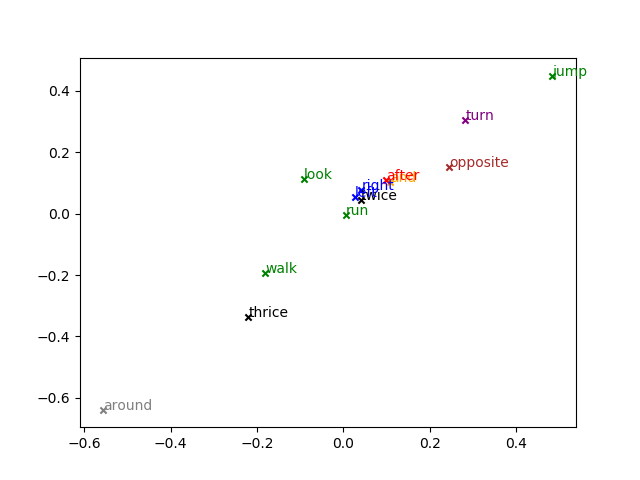 jump
turn
opposite
look
after
right
twice
run
walk
thrice
around
0.4
0.2
0.0
−0.2
−0.4
−0.6
−0.6
−0.4
−0.2
0.0
0.2
0.4